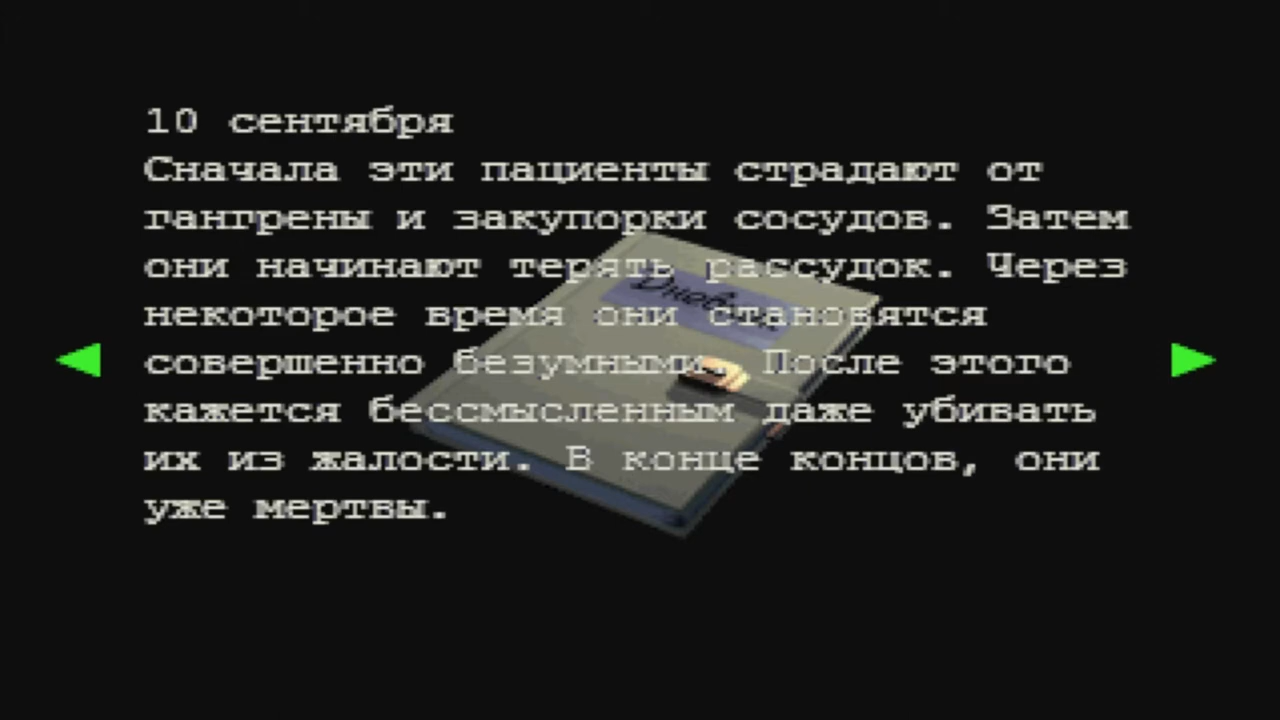 10 сентября
Сначала эти пациенты страдают от
гангрены и закупорки сосудов. Затем
они начинают терять рассудок. Через
некоторое время они становятся
совершенно безумными. После этого
кажется бессмысленным даже убивать
их из жалости. В конце концов, они
уже мертвы.